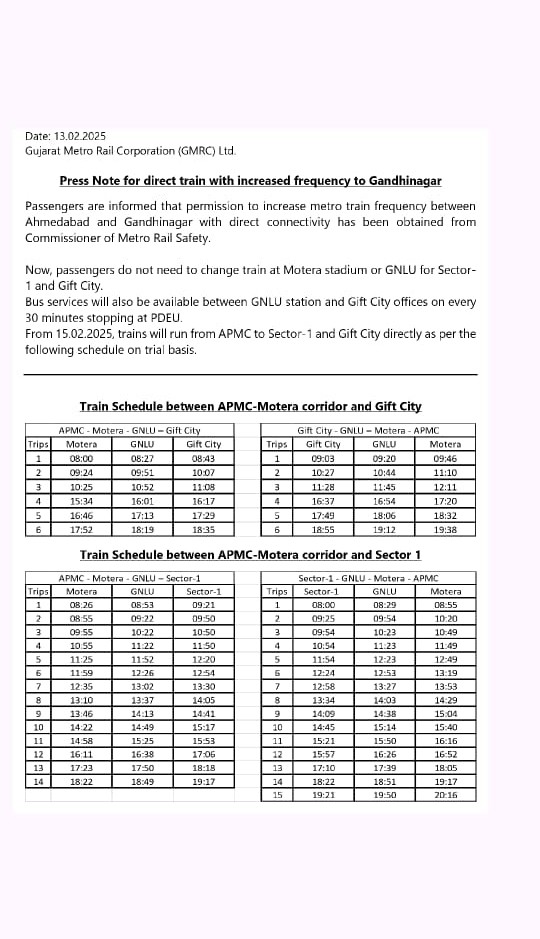 Date: 13.02.2025
Gujarat Metro Rail Corporation (GMRC) Ltd.
Press Note for direct train with increased frequency to Gandhinagar
Passengers are informed that permission to increase metro train frequency between
Ahmedabad and Gandhinagar with direct connectivity has been obtained from
Commissioner of Metro Rail Safety.
Now, passengers do not need to change train at Motera stadium or GNLU for Sector-
1 and Gift City.
Bus services will also be available between GNLU station and Gift City offices on every
30 minutes stopping at PDEU.
From 15.02.2025, trains will run from APMC to Sector-1 and Gift City directly as per the
following schedule on trial basis.
Train Schedule between APMC-Motera corridor and Gift City
APMC - Motera - GNLU – Gift City
Trips Motera GNLU Gift City
1 08:00 08:27 08:43
2 09:24 09:51 10:07
3 10:25 10:52 11:08
4 15:34 16:01 16:17
5 16:46 17:13 17:29
6 17:52 18:19 18:35
Gift City - GNLU – Motera - APMC
Trips Gift City GNLU Motera
1 09:03 09:20 09:46
2 10:27 10:44 11:10
3 11:28 11:45 12:11
4 16:37 16:54 17:20
5 17:49 18:06 18:32
6 18:55 19:12 19:38
Train Schedule between APMC-Motera corridor and Sector 1
APMC - Motera - GNLU – Sector-1
Trips Motera GNLU Sector-1
1 08:26 08:53 09:21
2 08:55 09:22 09:50
3 09:55 10:22 10:50
4 10:55 11:22 11:50
5 11:25 11:52 12:20
6 11:59 12:26 12:54
7 12:35 13:02 13:30
8 13:10 13:37 14:05
9 13:46 14:13 14:41
10 14:22 14:49 15:17
11 14:58 15:25 15:53
12 16:11 16:38 17:06
13 17:23 17:50 18:18
14 18:22 18:49 19:17
Sector-1 - GNLU - Motera - APMC
Trips Sector-1 GNLU Motera
1 08:00 08:29 08:55
2 09:25 09:54 10:20
3 09:54 10:23 10:49
4 10:54 11:23 11:49
5 11:54 12:23 12:49
6 12:24 12:53 13:19
7 12:58 13:27 13:53
8 13:34 14:03 14:29
9 14:09 14:38 15:04
10 14:45 15:14 15:40
11 15:21 15:50 16:16
12 15:57 16:26 16:52
13 17:10 17:39 18:05
14 18:22 18:51 19:17
15 19:21 19:50 20:16